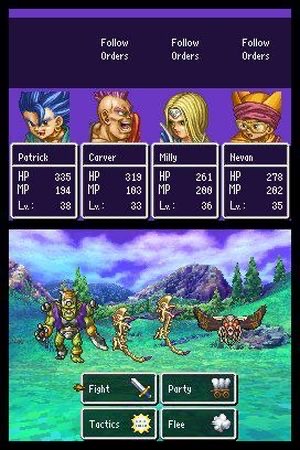 Follow Follow Follow
Orders Orders Orders
Patrick Carver Milly Nevan
HP 335 HP 319 HP 261 HP 278
MP 194 MP 103 MP 200 MP 202
Lv.: 38 Lv.: 33 Lv.: 36 Lv.: 35
Fight Party
Tactics Flee